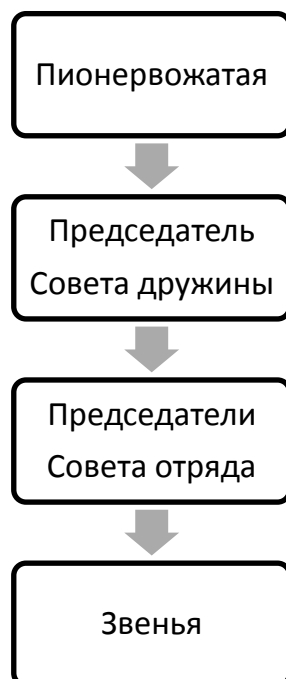 Пионервожатая
Председатель
Совета дружины
Председатели
Совета отряда
Звенья